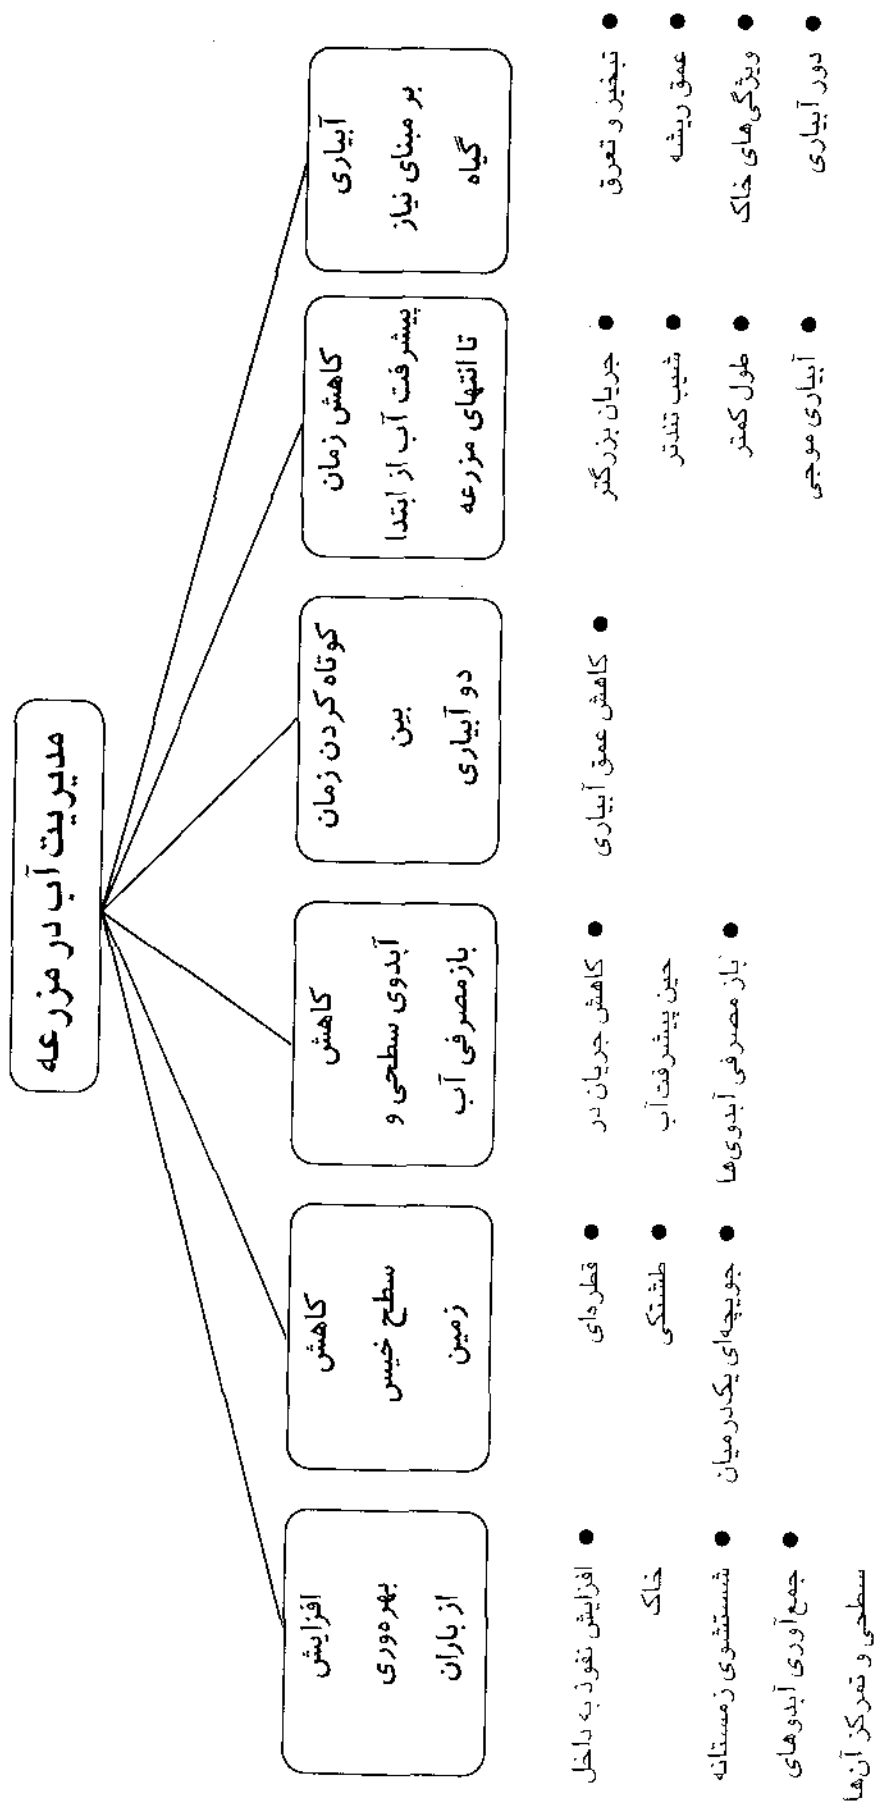 مدیریت آب در مزرعه
آبیاری
بر مبنای نیاز
گیاه
● تبخیر و تعرق
● عمق ریشه
● ویژگی‌های خاک
● دور آبیاری
کاهش زمان
پیشرفت آب از ابتدا
تا انتهای مزرعه
● جریان بزرگتر
● شیب تندتر
● طول کمتر
● آبیاری موجی
کوتاه کردن زمان
بین
دو آبیاری
● کاهش عمق آبیاری
کاهش
آبدوی سطحی و
بازمصرفی آب
● کاهش جریان در
حین پیشرفت آب
● باز مصرفی آبدوی‌ها
کاهش
سطح خیس
زمین
● قطره‌ای
● طشتکی
● جویچه‌ای یک‌درمیان
افزایش
بهره‌وری
از باران
● افزایش نفوذ به داخل
خاک
● شستشوی زمستانه
● جمع‌آوری آبدوهای
سطحی و تمرکز آن‌ها